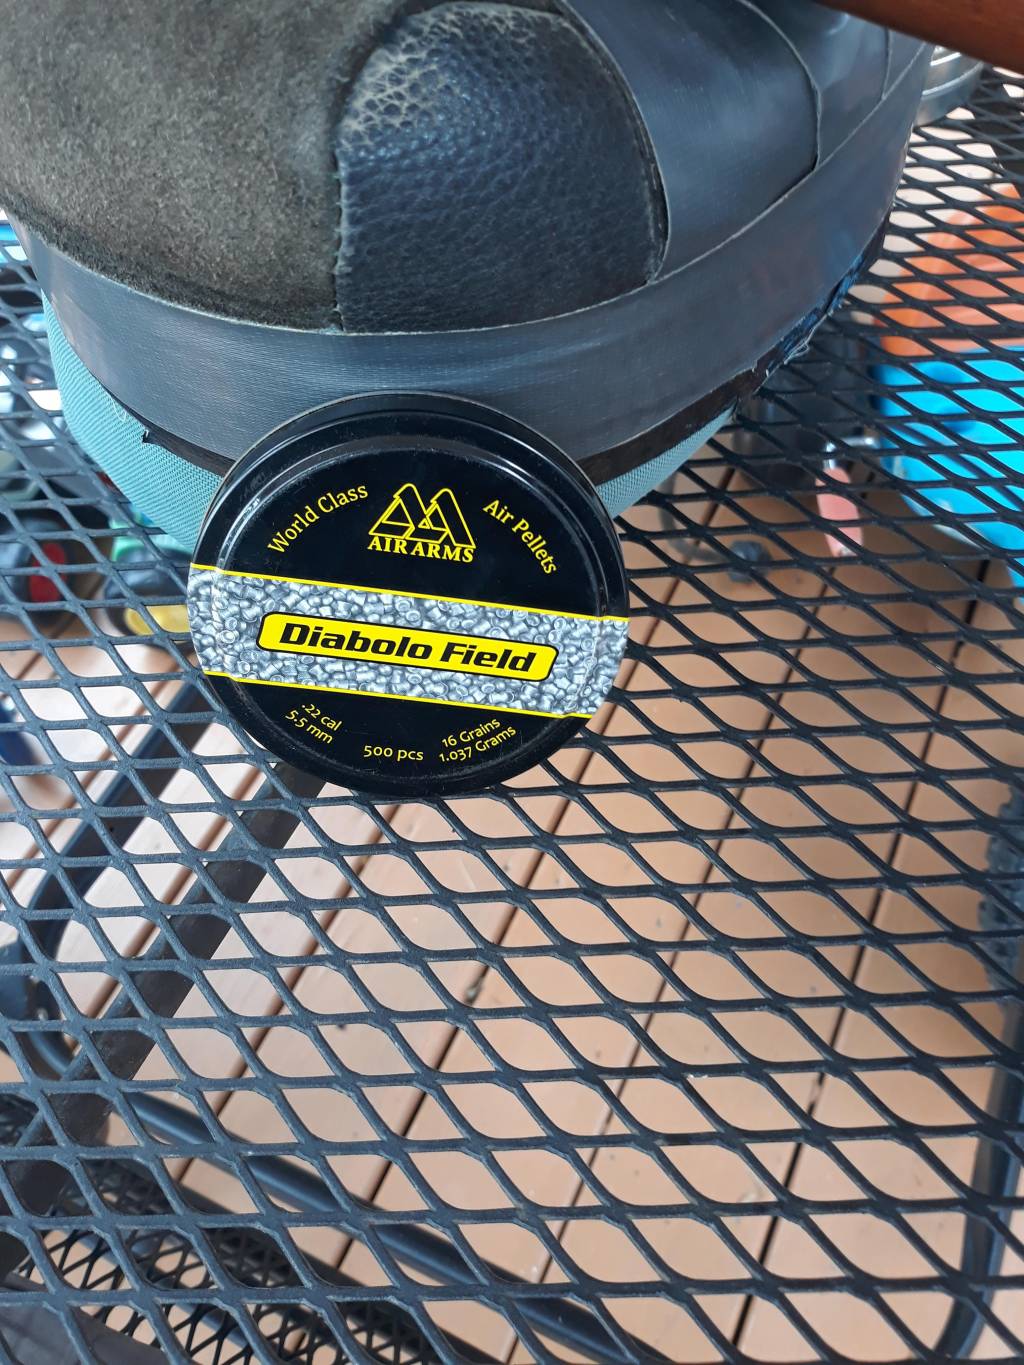 World Class
AIR ARMS
Air Pellets
Diabolo Field
.22 cal
5.5 mm
500 pcs
16 Grains
1.037 Grams